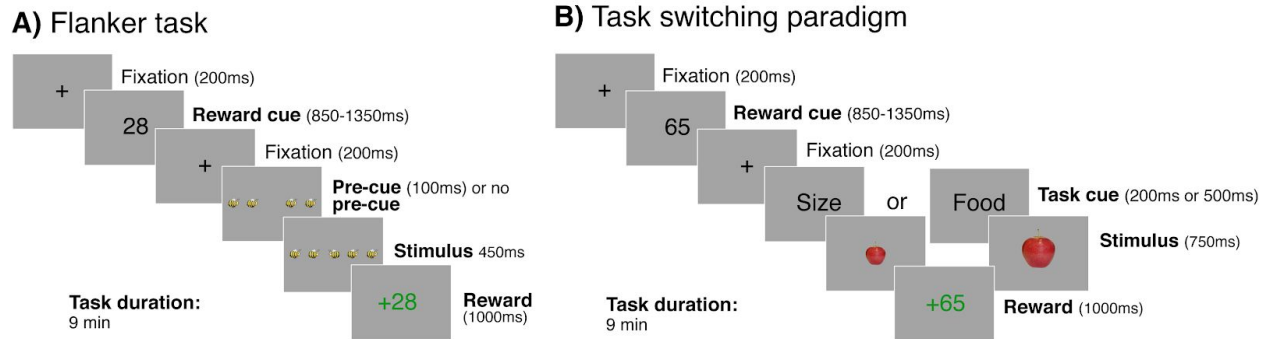 A) Flanker task
+
Fixation (200ms)
28
Reward cue (850-1350ms)
+
Fixation (200ms)
Pre-cue (100ms) or no
pre-cue
Stimulus 450ms
+28
Reward
(1000ms)
Task duration:
9 min
B) Task switching paradigm
+
Fixation (200ms)
65
Reward cue (850-1350ms)
+
Fixation (200ms)
Size or Food
Task cue (200ms or 500ms)
Stimulus (750ms)
+65
Reward (1000ms)
Task duration:
9 min